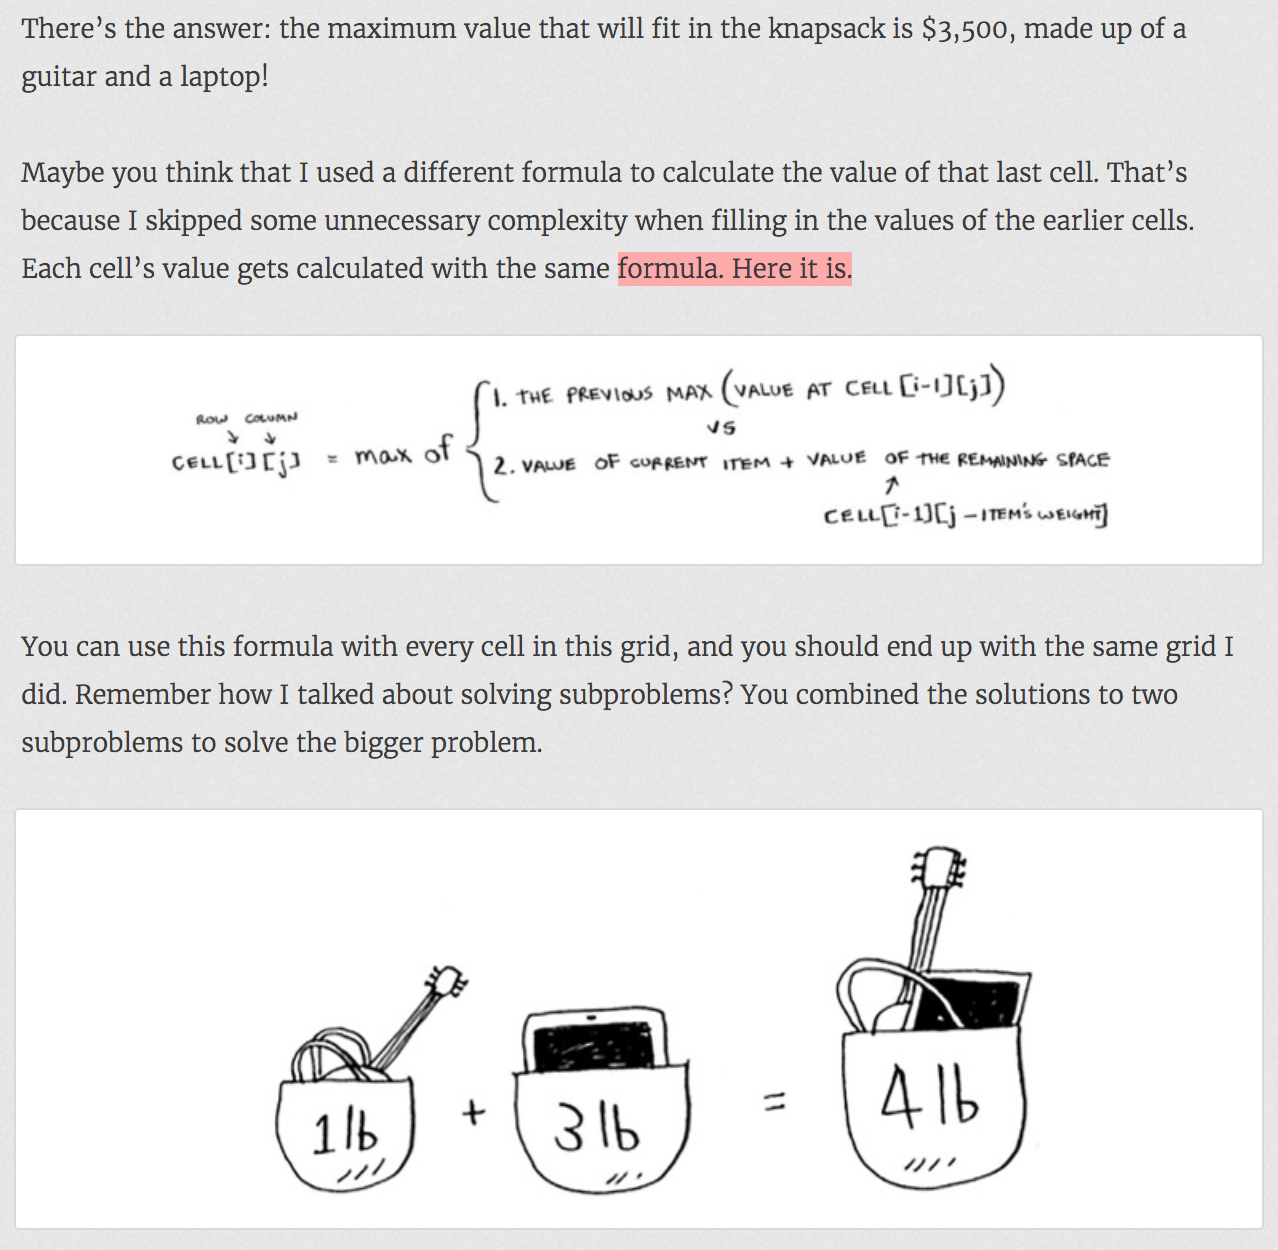 There’s the answer: the maximum value that will fit in the knapsack is $3,500, made up of a
guitar and a laptop!
Maybe you think that I used a different formula to calculate the value of that last cell. That’s
because I skipped some unnecessary complexity when filling in the values of the earlier cells.
Each cell’s value gets calculated with the same formula. Here it is.
ROW COLUMN
CELL[i][j] = max of
1. THE PREVIOUS MAX (VALUE AT CELL [i-1][j])
VS
2. VALUE OF CURRENT ITEM + VALUE OF THE REMAINING SPACE
CELL[i-1][j-ITEM'S WEIGHT]
You can use this formula with every cell in this grid, and you should end up with the same grid I
did. Remember how I talked about solving subproblems? You combined the solutions to two
subproblems to solve the bigger problem.
1 lb + 3 lb = 4 lb